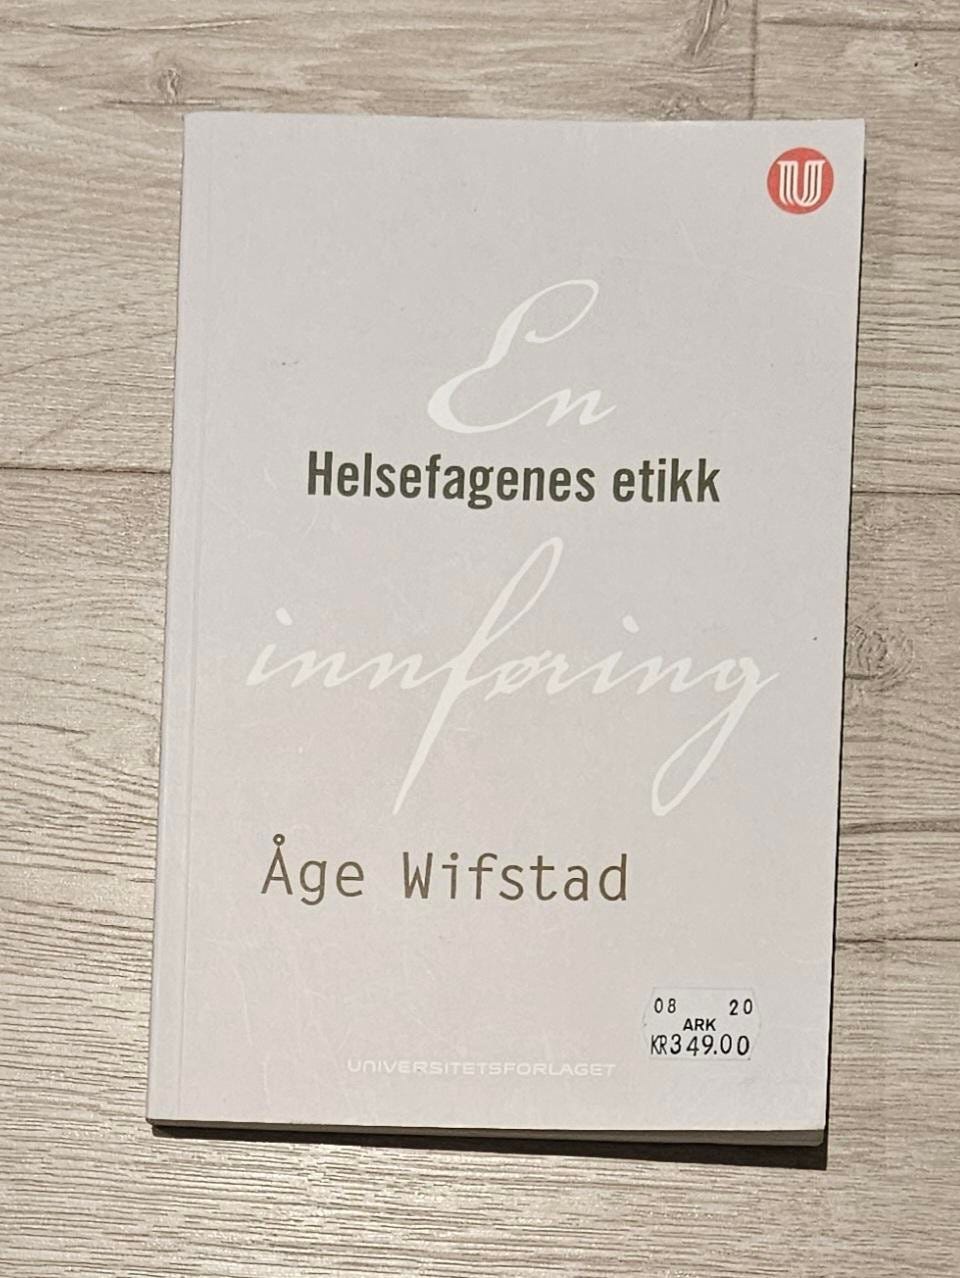 U
En
Helsefagenes etikk
innføring
Åge Wifstad
08 20
ARK
KR349.00
UNIVERSITETSFORLAGET